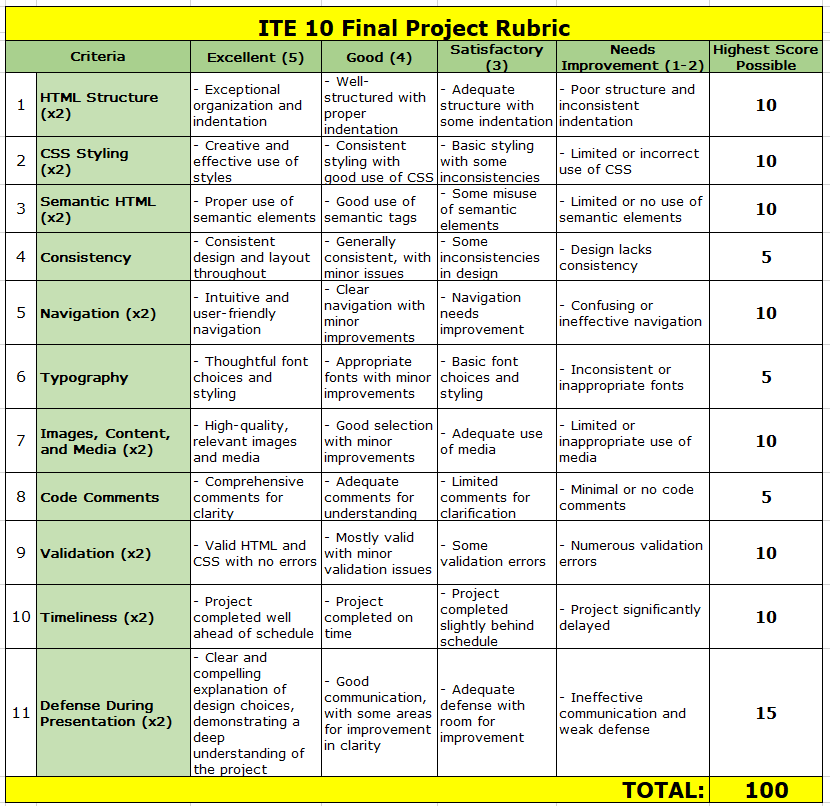 ITE 10 Final Project Rubric
Criteria
Excellent (5)
Good (4)
Satisfactory
(3)
Needs
Improvement (1-2)
Highest Score
Possible
1
HTML Structure
(x2)
- Exceptional
organization and
indentation
- Well-
structured with
proper
indentation
- Adequate
structure with
some indentation
- Poor structure and
inconsistent
indentation
10
2
CSS Styling
(x2)
- Creative and
effective use of
styles
- Consistent
styling with
good use of CSS
- Basic styling
with some
inconsistencies
- Limited or incorrect
use of CSS
10
3
Semantic HTML
(x2)
- Proper use of
semantic elements
- Good use of
semantic tags
- Some misuse
of semantic
elements
- Limited or no use of
semantic elements
10
4
Consistency
- Consistent
design and layout
throughout
- Generally
consistent, with
minor issues
- Some
inconsistencies
in design
- Design lacks
consistency
5
5
Navigation (x2)
- Intuitive and
user-friendly
navigation
- Clear
navigation with
minor
improvements
- Navigation
needs
improvement
- Confusing or
ineffective navigation
10
6
Typography
- Thoughtful font
choices and
styling
- Appropriate
fonts with minor
improvements
- Basic font
choices and
styling
- Inconsistent or
inappropriate fonts
5
7
Images, Content,
and Media (x2)
- High-quality,
relevant images
and media
- Good selection
with minor
improvements
- Adequate use
of media
- Limited or
inappropriate use of
media
10
8
Code Comments
- Comprehensive
comments for
clarity
- Adequate
comments for
understanding
- Limited
comments for
clarification
- Minimal or no code
comments
5
9
Validation (x2)
- Valid HTML and
CSS with no errors
- Mostly valid
with minor
validation issues
- Some
validation errors
- Numerous validation
errors
10
10
Timeliness (x2)
- Project
completed well
ahead of schedule
- Project
completed on
time
- Project
completed
slightly behind
schedule
- Project significantly
delayed
10
11
Defense During
Presentation (x2)
- Clear and
compelling
explanation of
design choices,
demonstrating a
deep
understanding of
the project
- Good
communication,
with some areas
for improvement
in clarity
- Adequate
defense with
room for
improvement
- Ineffective
communication and
weak defense
15
TOTAL:
100